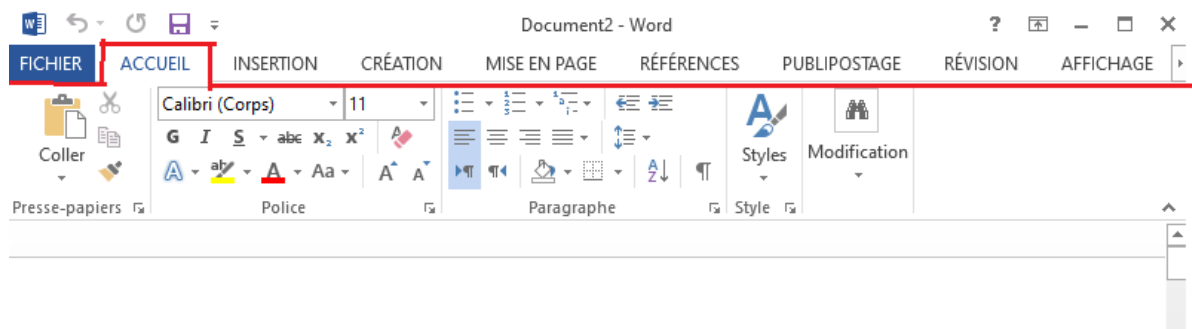 Document2 - Word
FICHIER ACCUEIL INSERTION CRÉATION MISE EN PAGE RÉFÉRENCES PUBLIPOSTAGE RÉVISION AFFICHAGE
Calibri (Corps) 11
G I S abc X₂ X²
Coller Styles Modification
ab A Aa A A
Presse-papiers Police Paragraphe Style